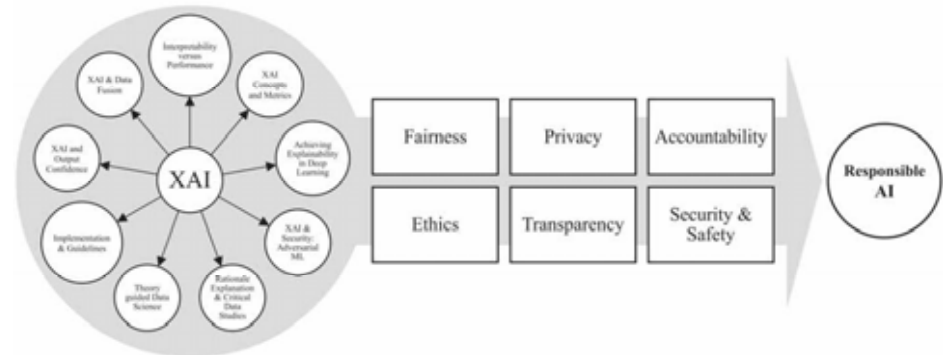 Interpretability
versus
Performance
XAI & Data
Fusion
XAI
Concepts
and Metrics
XAI and
Output
Confidence
Achieving
Explainability
in Deep
Learning
XAI
Implementation
& Guidelines
XAI &
Security:
Adversarial
ML
Theory
guided Data
Science
Rationale
Explanation
& Critical
Data
Studies
Fairness
Privacy
Accountability
Ethics
Transparency
Security &
Safety
Responsible
AI